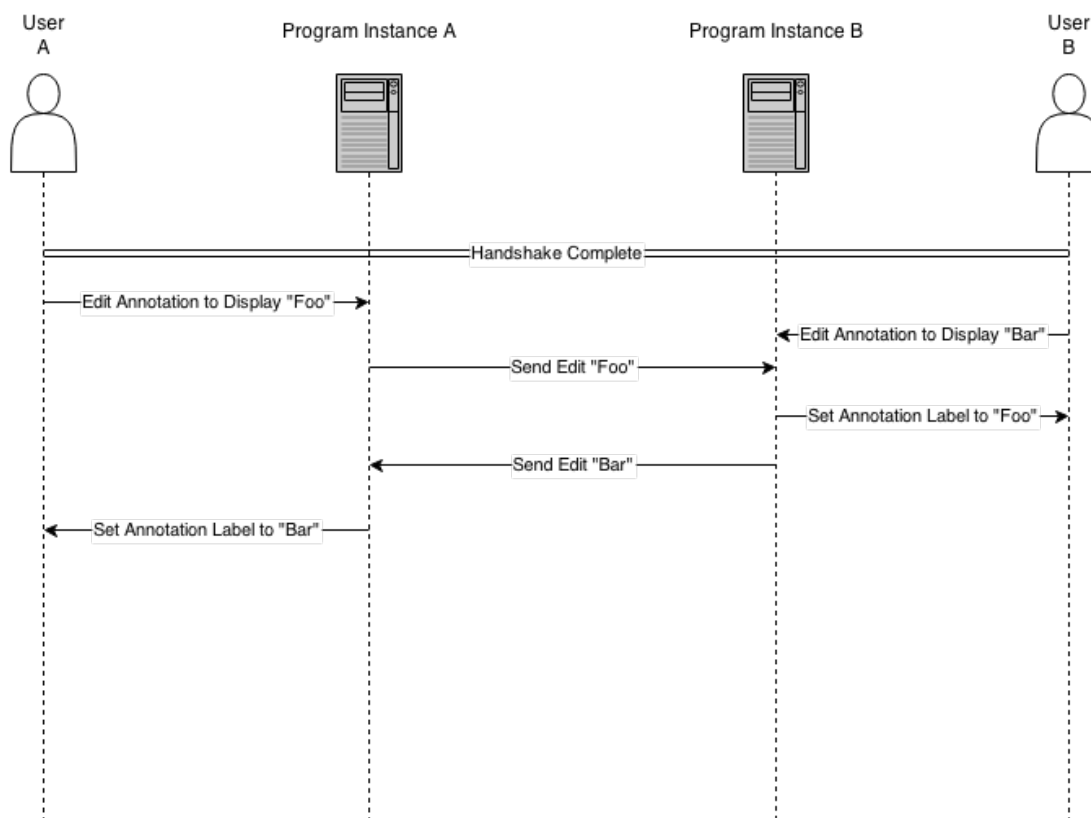 User
A
Program Instance A
Program Instance B
User
B
Handshake Complete
Edit Annotation to Display "Foo"
Edit Annotation to Display "Bar"
Send Edit "Foo"
Set Annotation Label to "Foo"
Send Edit "Bar"
Set Annotation Label to "Bar"